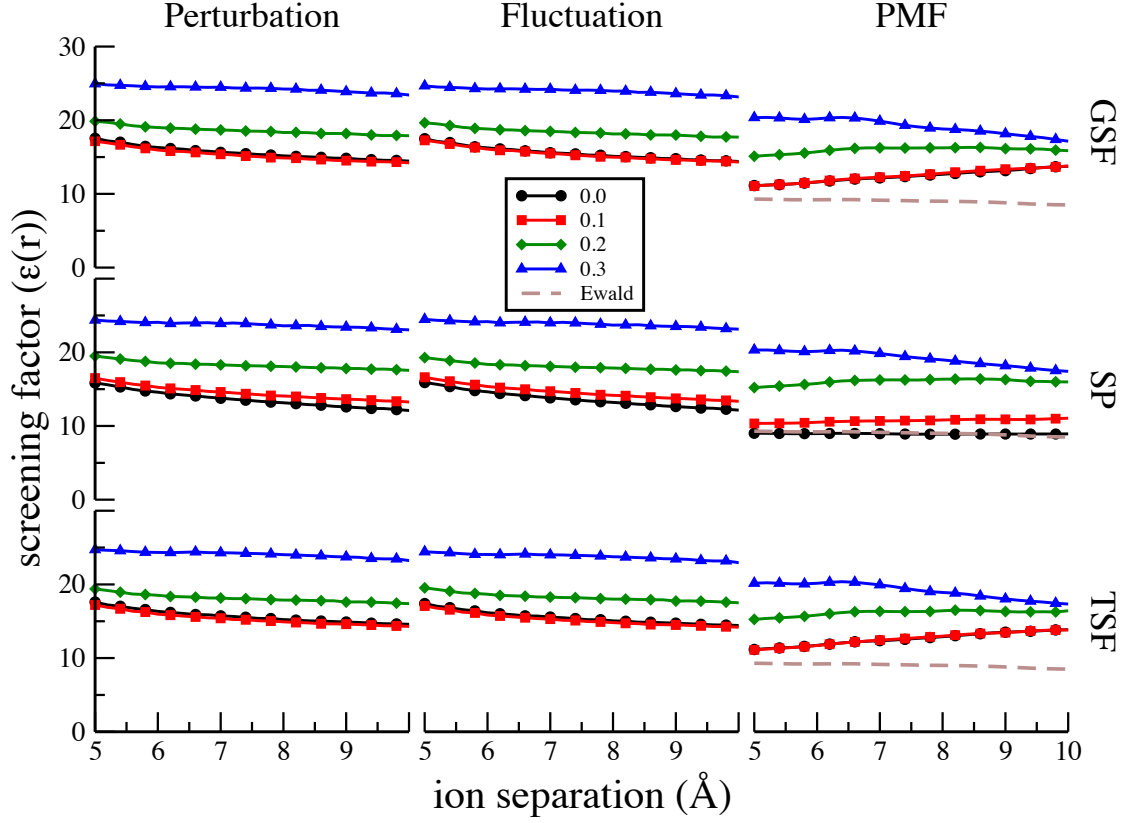 Perturbation Fluctuation PMF
30
20
10
0
GSF
0.0
0.1
0.2
0.3
Ewald
screening factor (ε(r))
20
10
0
SP
20
10
0
TSF
5 6 7 8 9 5 6 7 8 9 5 6 7 8 9 10
ion separation (Å)